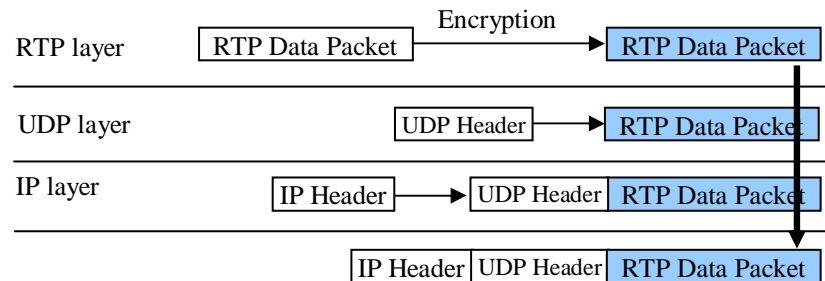 Encryption
RTP layer RTP Data Packet RTP Data Packet
UDP layer UDP Header RTP Data Packet
IP layer IP Header UDP Header RTP Data Packet
IP Header UDP Header RTP Data Packet